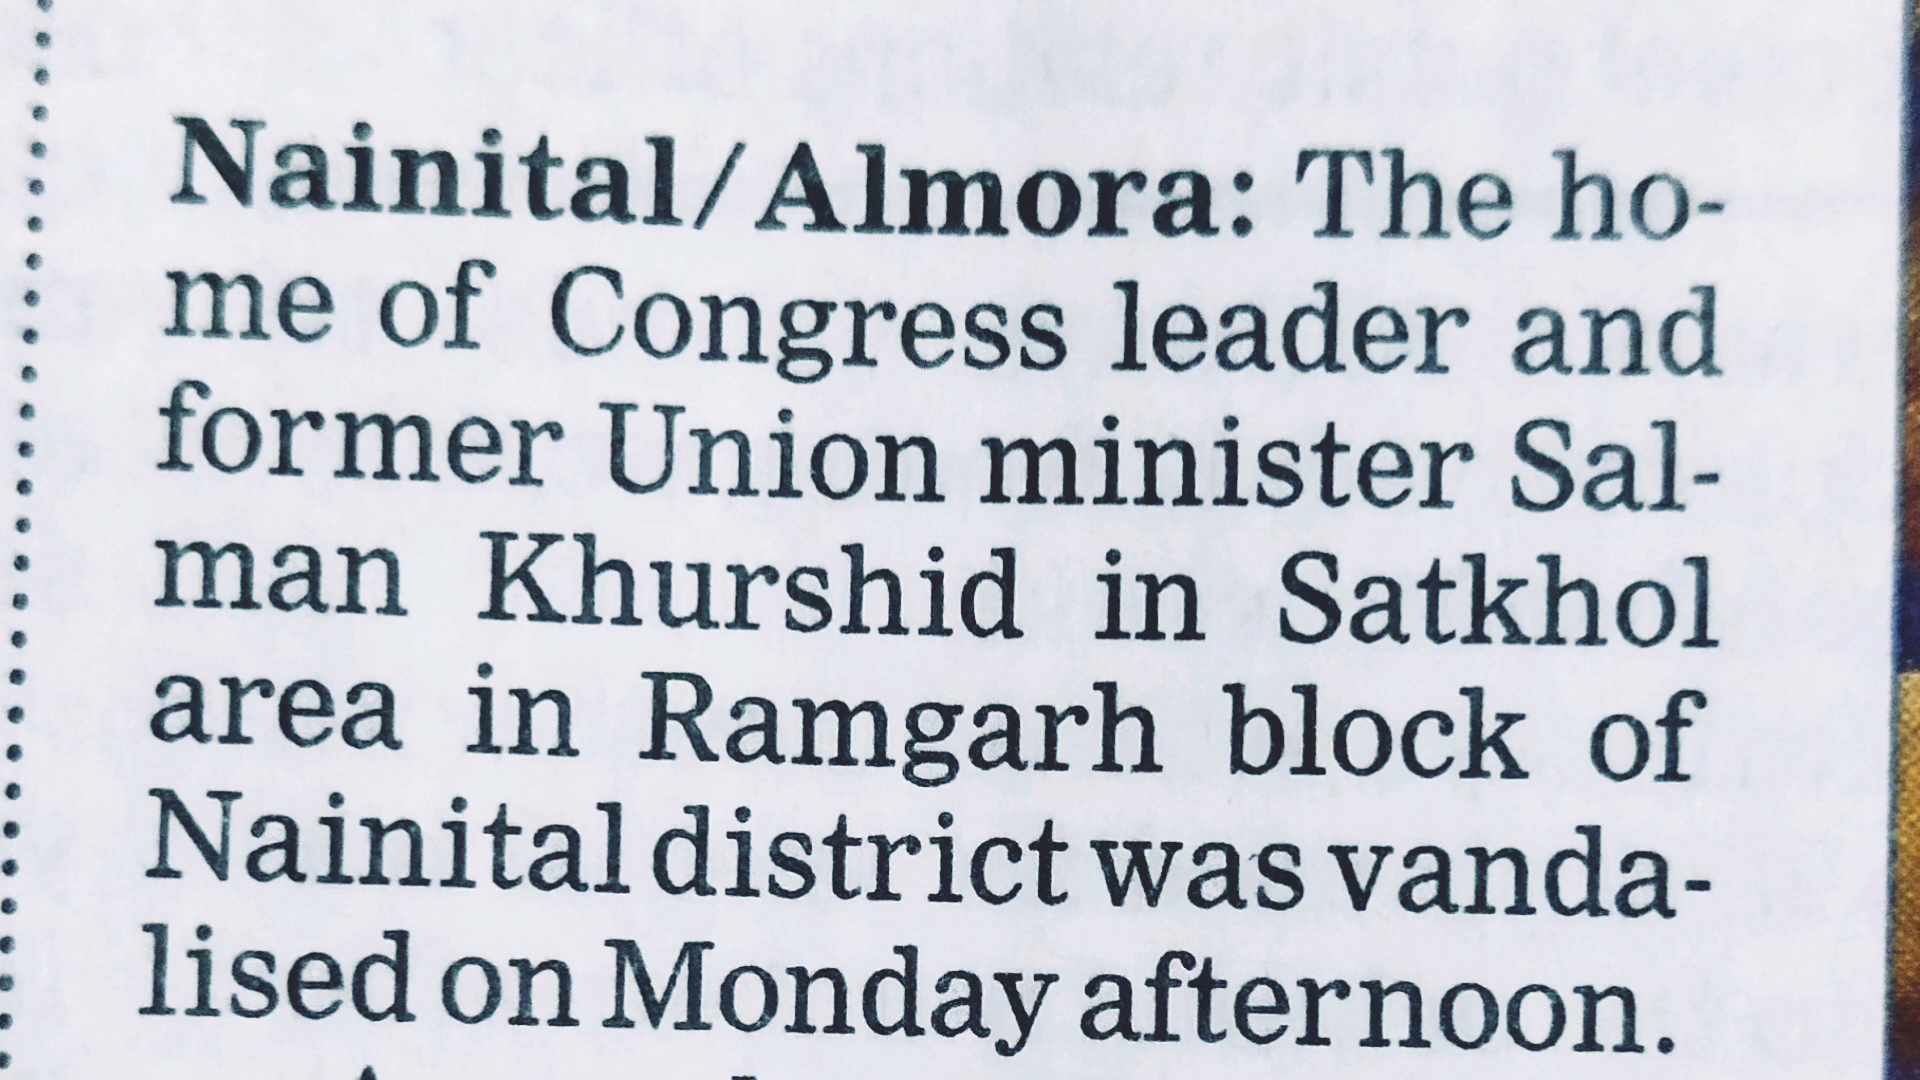 Nainital/Almora: The ho-
me of Congress leader and
former Union minister Sal-
man Khurshid in Satkhol
area in Ramgarh block of
Nainital district was vanda-
lised on Monday afternoon.